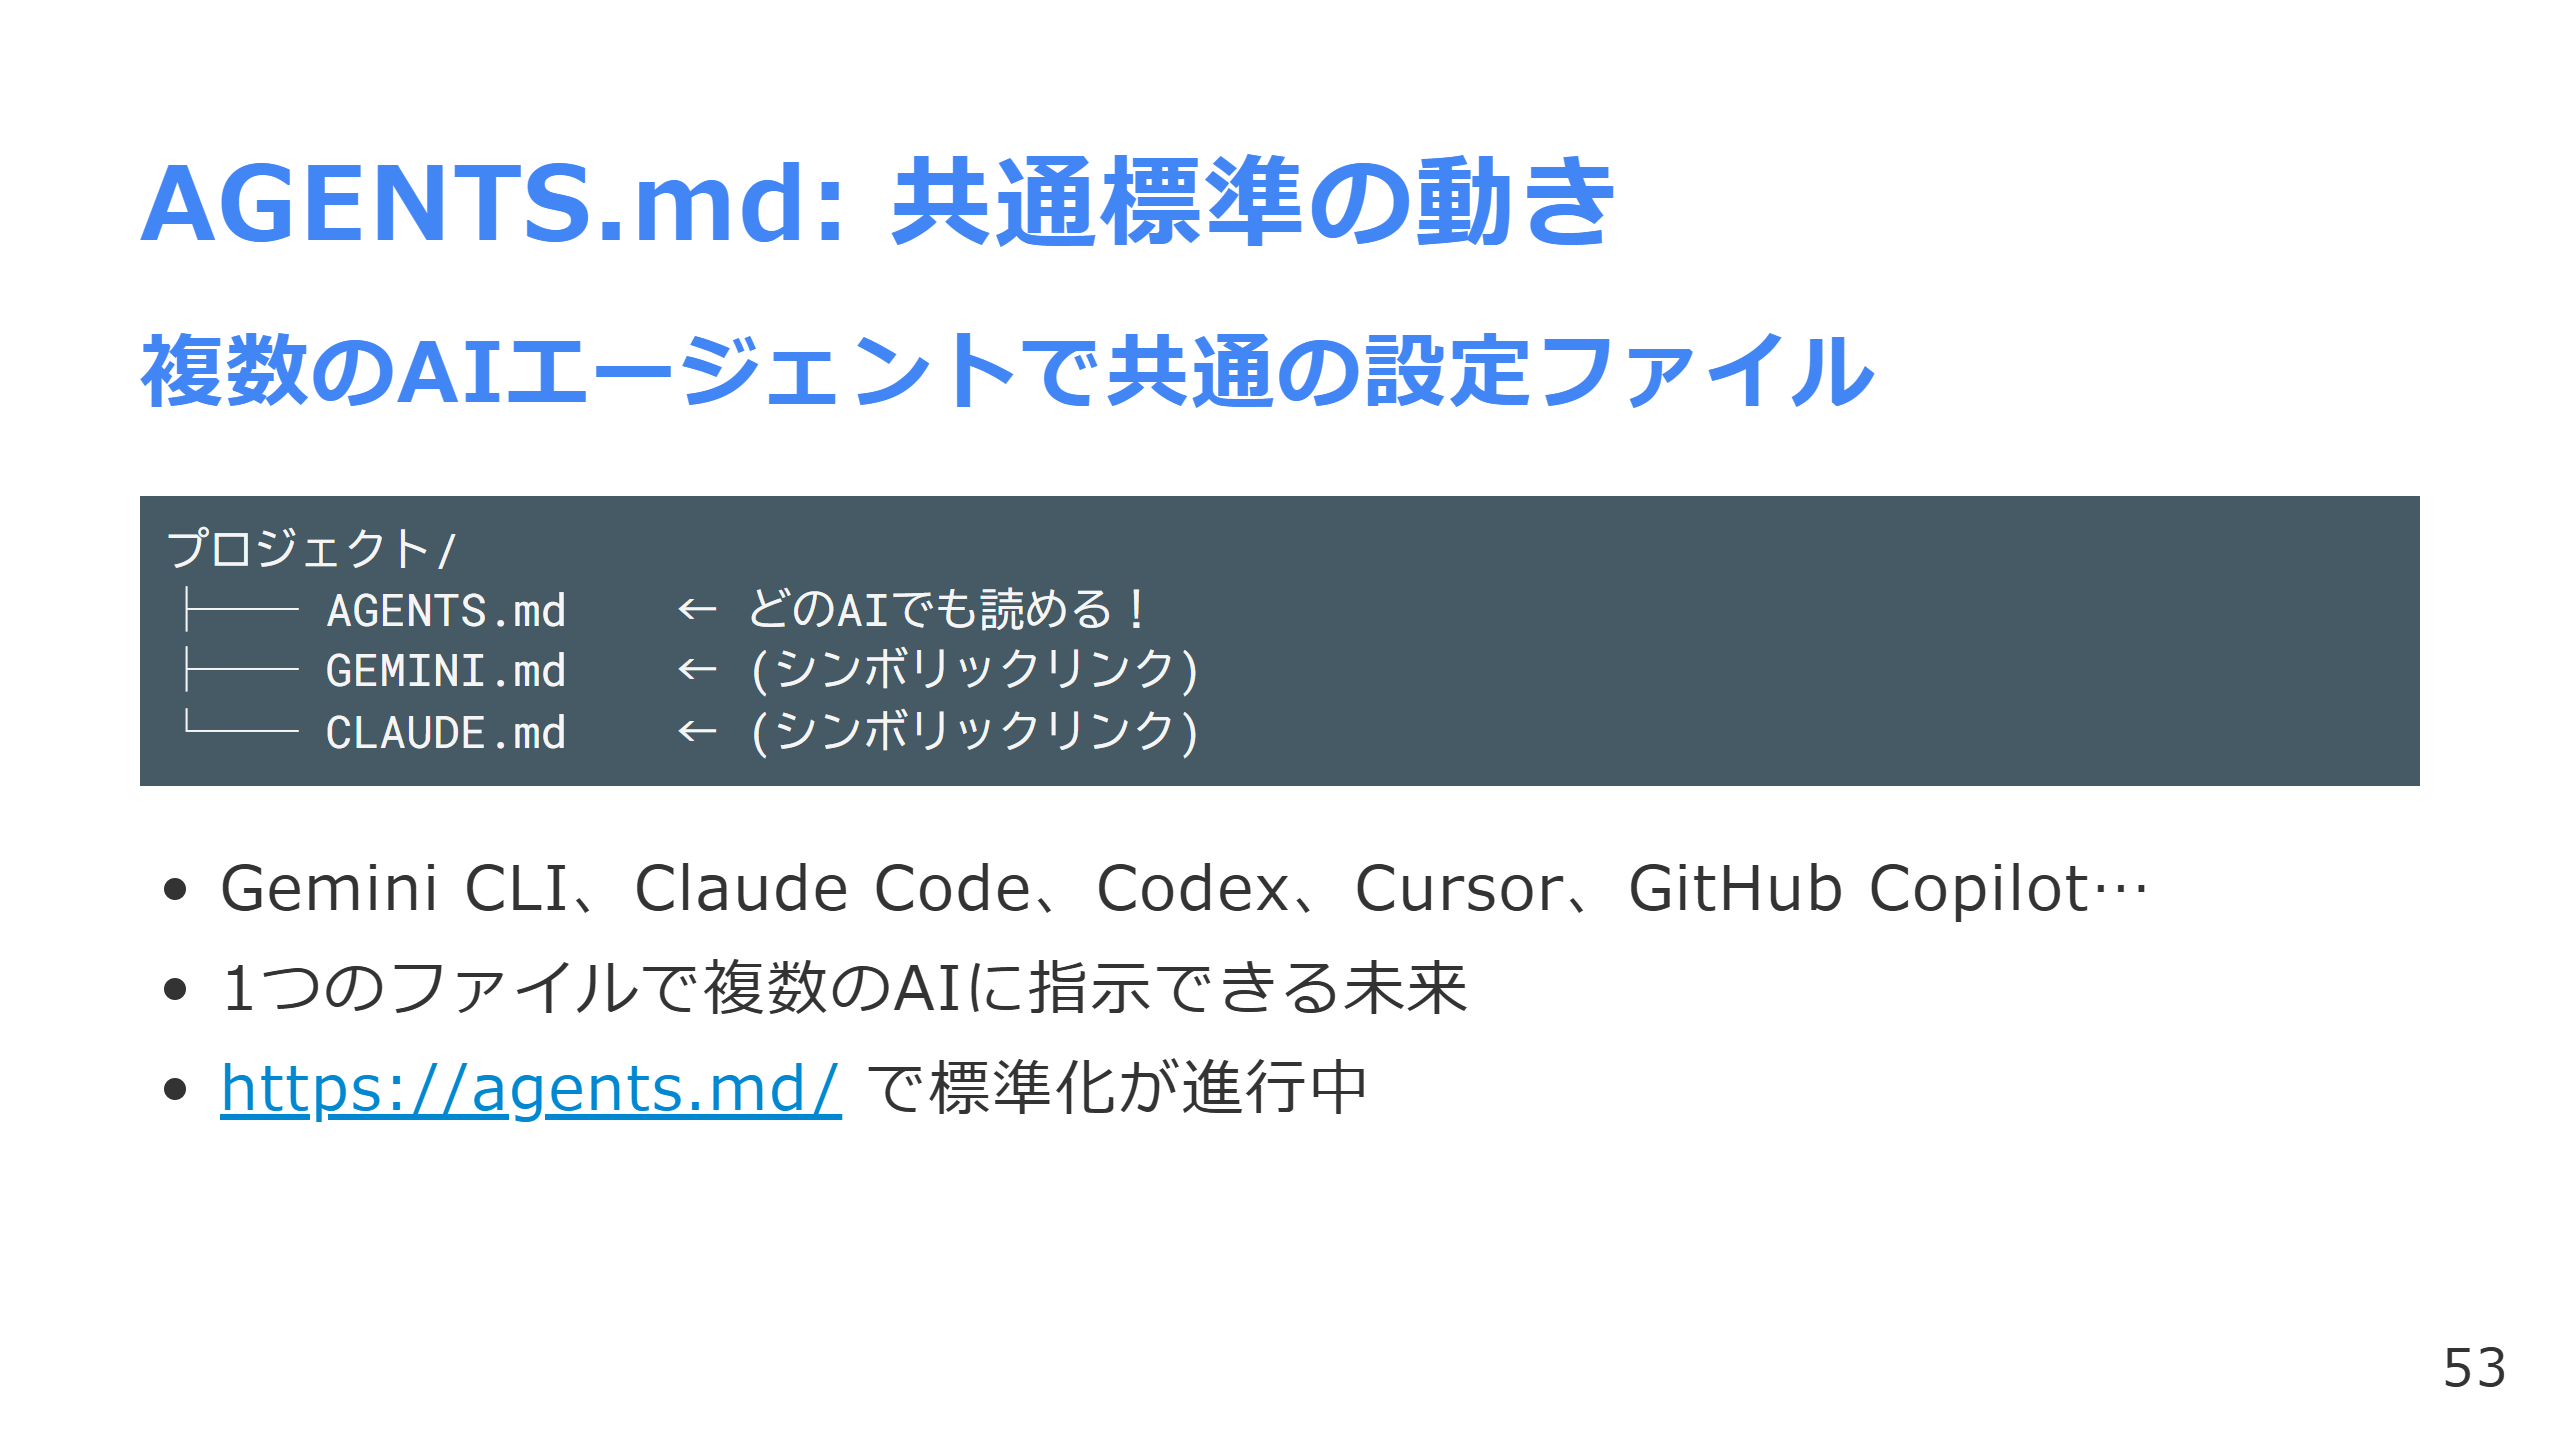 AGENTS.md: 共通標準の動き
複数のAIエージェントで共通の設定ファイル
プロジェクト/
├── AGENTS.md    ← どのAIでも読める！
├── GEMINI.md    ← (シンボリックリンク)
└── CLAUDE.md    ← (シンボリックリンク)
• Gemini CLI、Claude Code、Codex、Cursor、GitHub Copilot…
• 1つのファイルで複数のAIに指示できる未来
• https://agents.md/ で標準化が進行中
53